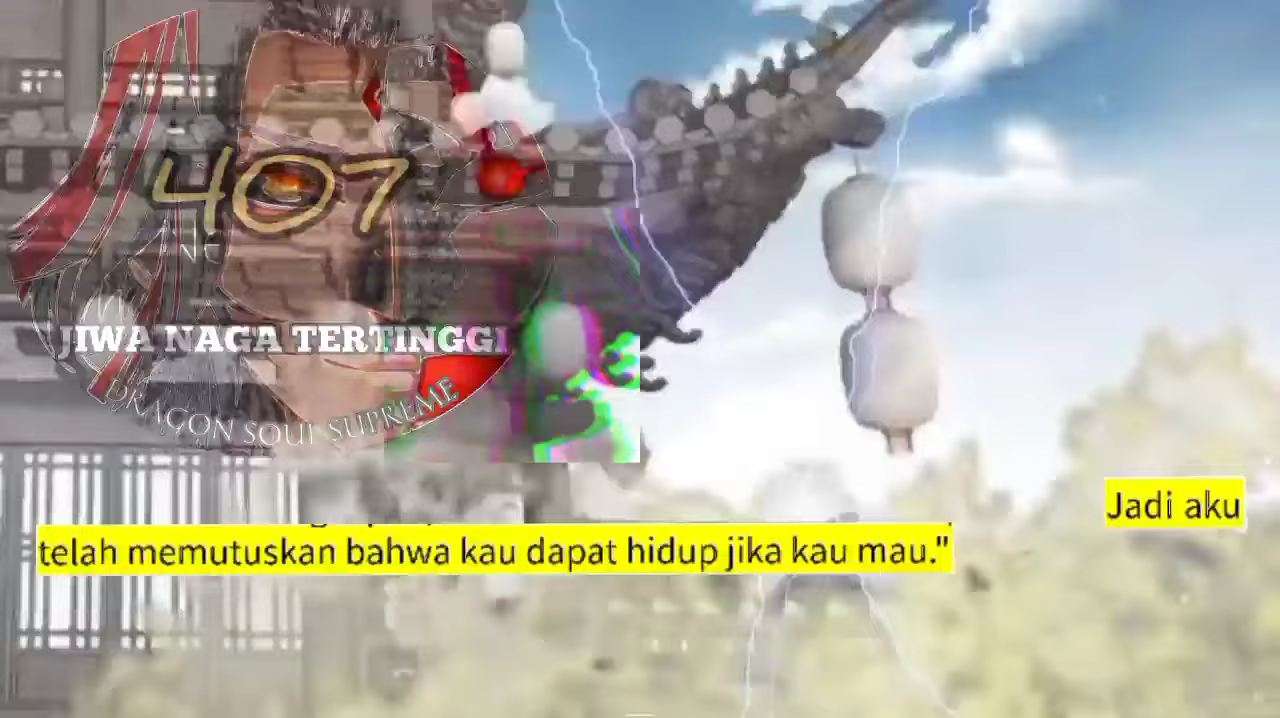 407
JIWA NAGA TERTINGGI
DRAGON SOUL SUPREME
Jadi aku
telah memutuskan bahwa kau dapat hidup jika kau mau."